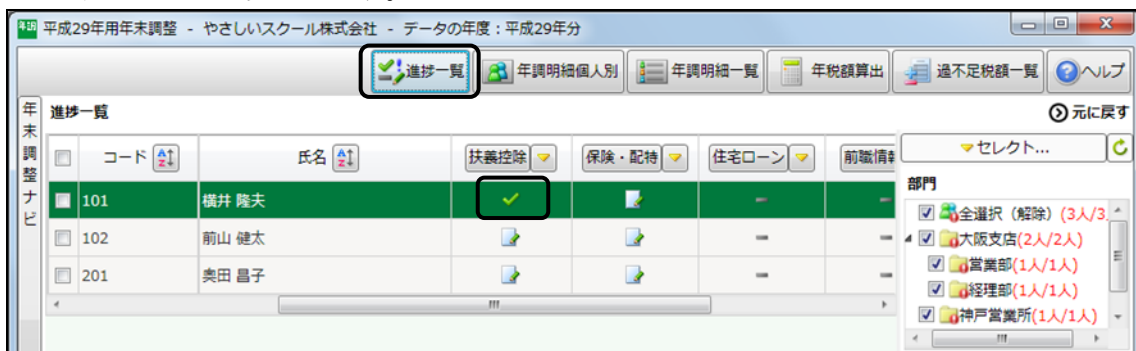 年調 平成29年用年末調整 - やさしいスクール株式会社 - データの年度：平成29年分
進捗一覧 年調明細個人別 年調明細一覧 年税額算出 過不足税額一覧 ヘルプ
年末調整ナビ
進捗一覧 元に戻す
コード 氏名 扶養控除 保険・配特 住宅ローン 前職情報
セレクト...
101 横井 隆夫
102 前山 健太
201 奥田 昌子
部門
全選択（解除）(3人/3
大阪支店(2人/2人)
営業部(1人/1人)
経理部(1人/1人)
神戸営業所(1人/1人)